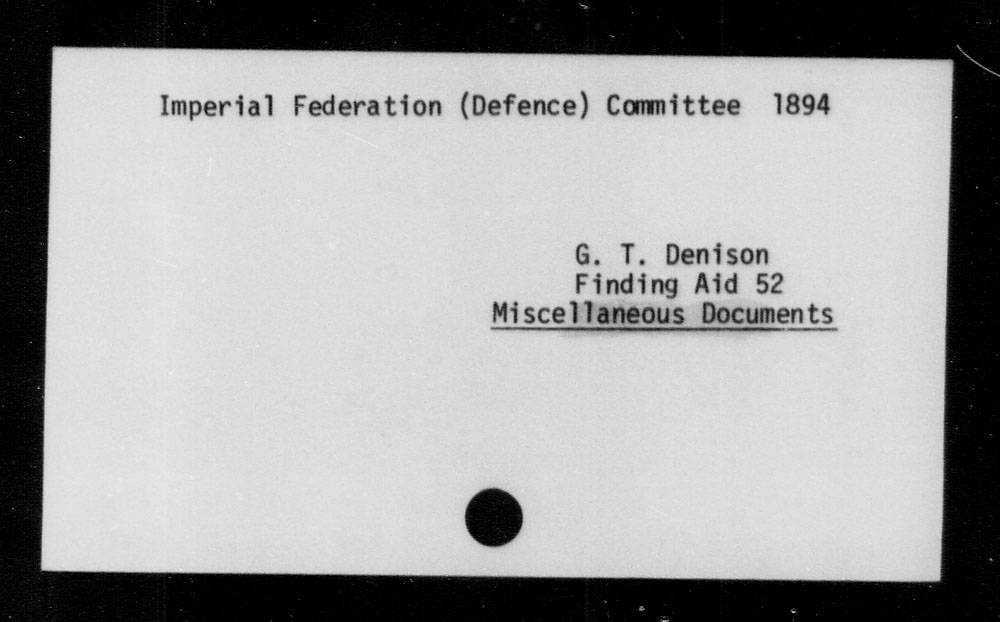 Imperial Federation (Defence) Committee 1894
G. T. Denison
Finding Aid 52
Miscellaneous Documents